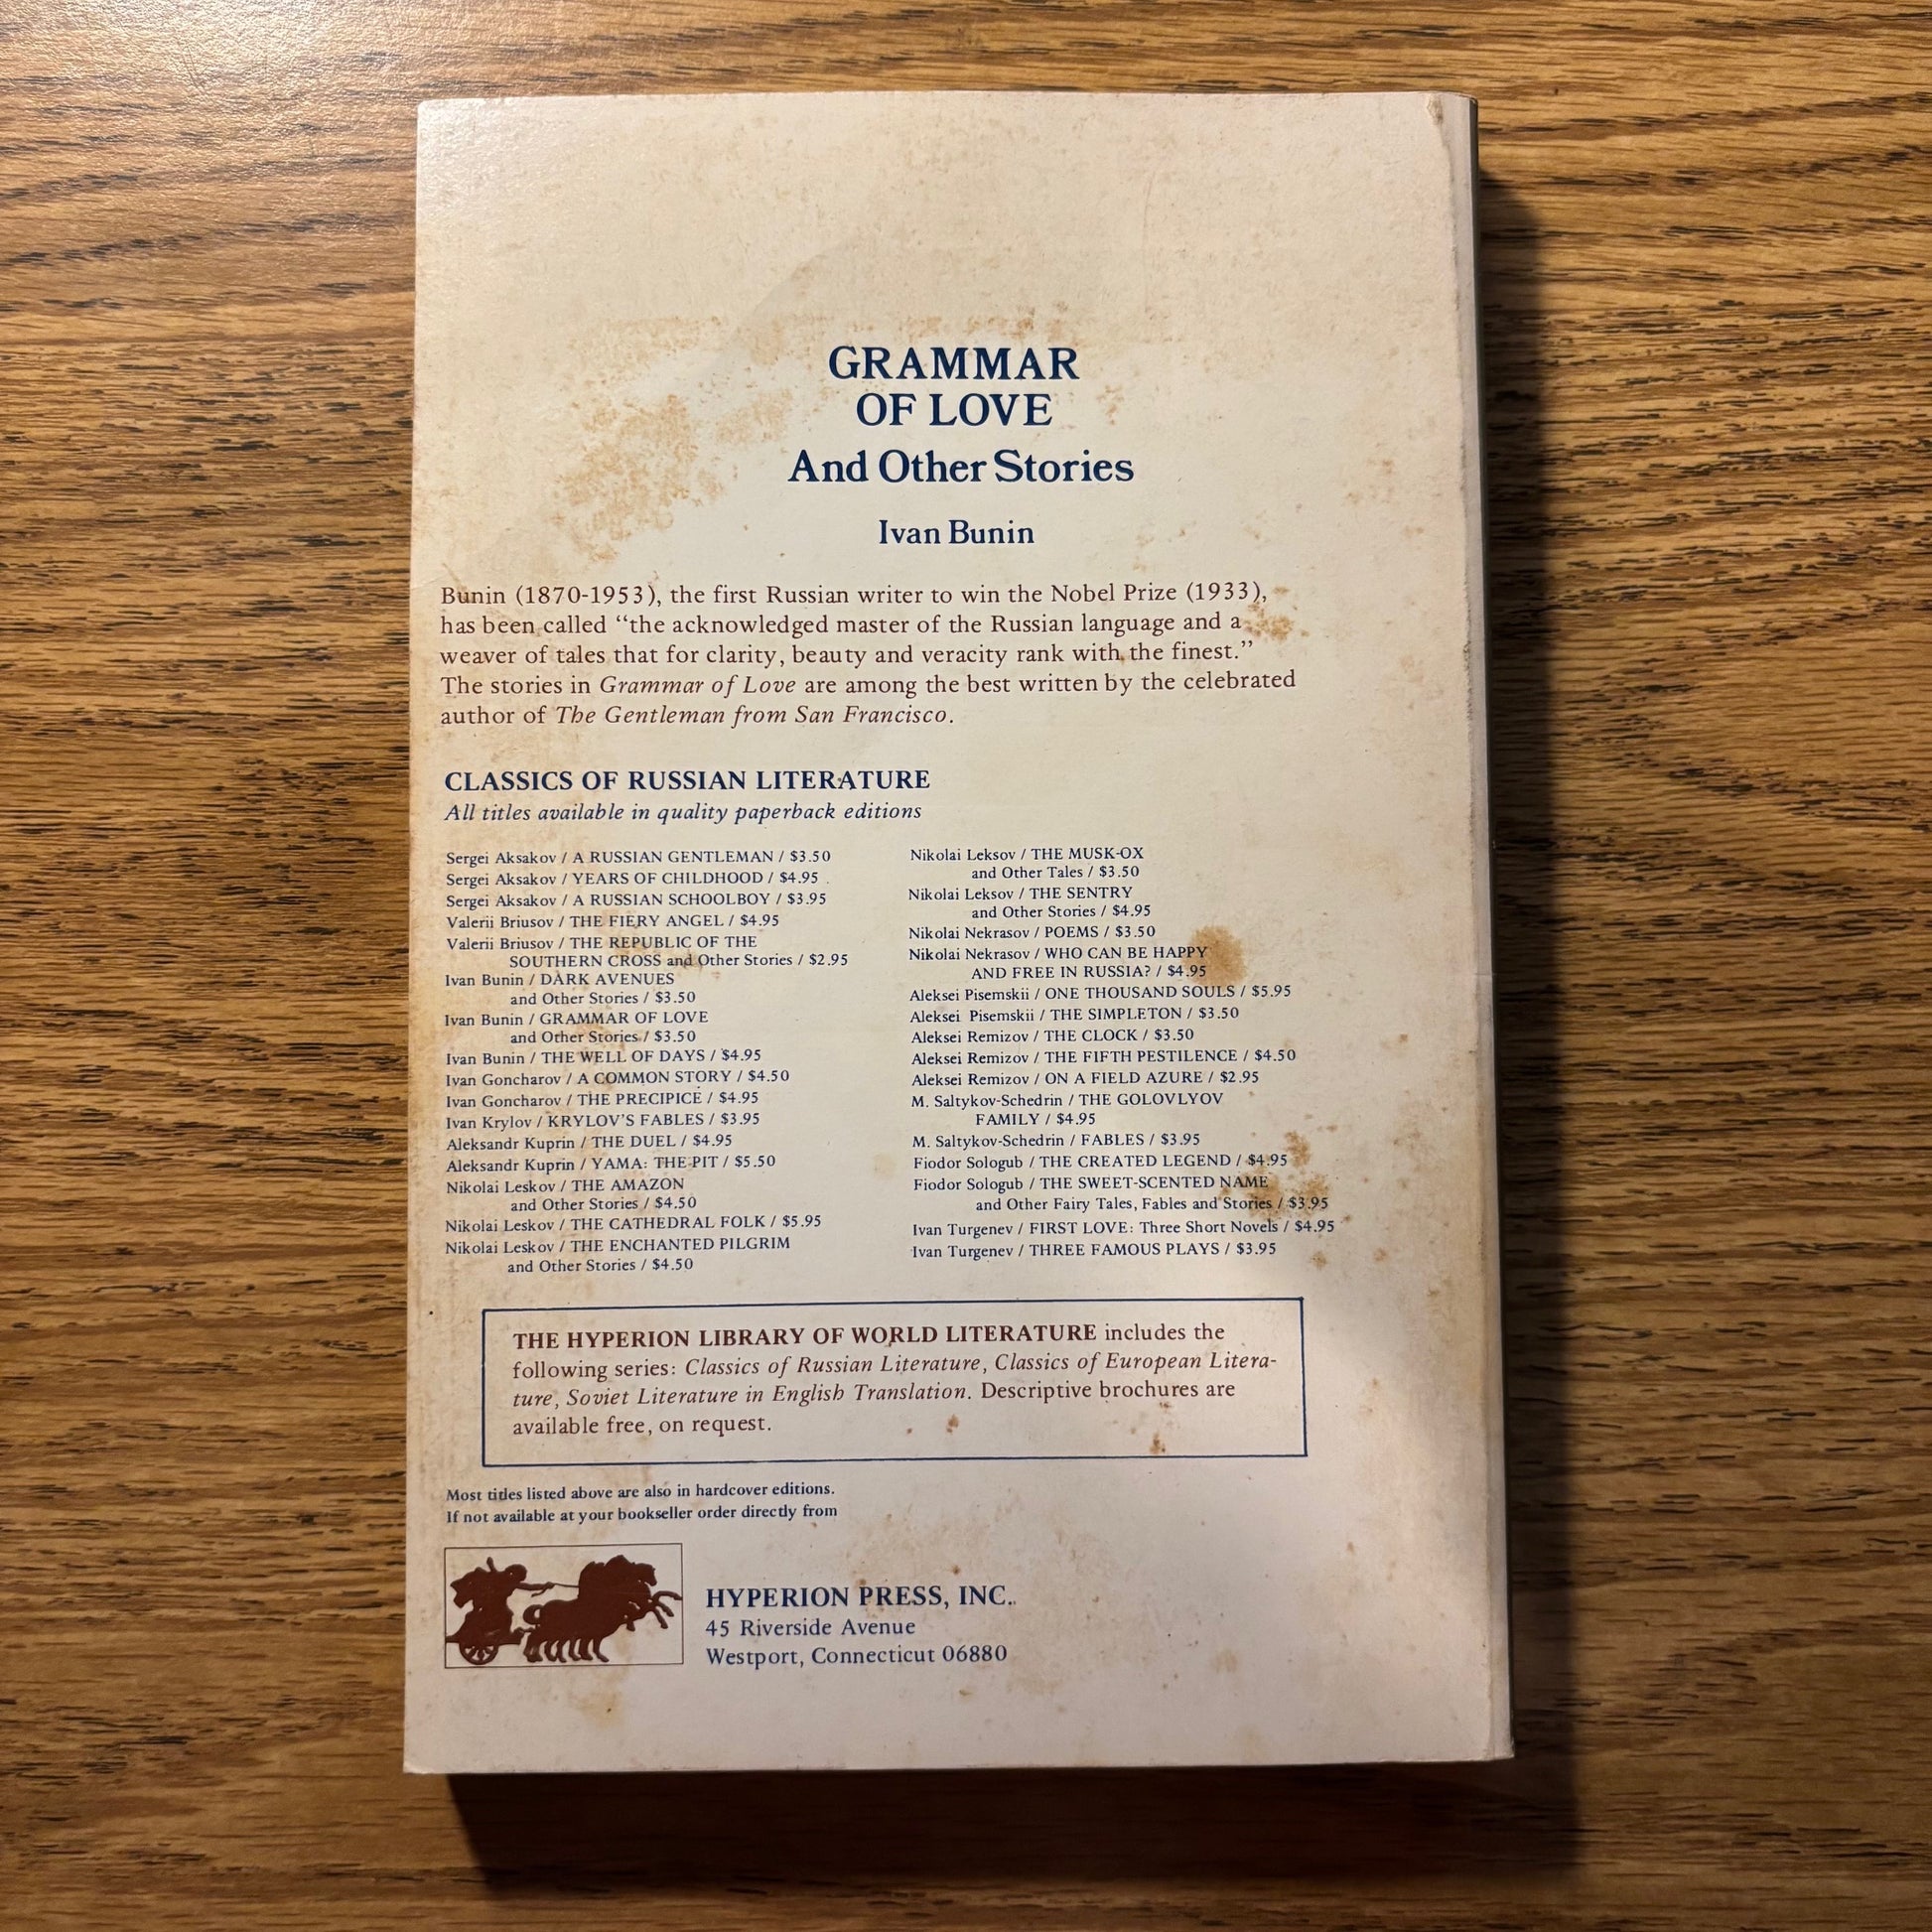 GRAMMAR
OF LOVE
And Other Stories
Ivan Bunin
Bunin (1870-1953), the first Russian writer to win the Nobel Prize (1933),
has been called “the acknowledged master of the Russian language and a
weaver of tales that for clarity, beauty and veracity rank with the finest.”
The stories in Grammar of Love are among the best written by the celebrated
author of The Gentleman from San Francisco.
CLASSICS OF RUSSIAN LITERATURE
All titles available in quality paperback editions
Sergei Aksakov / A RUSSIAN GENTLEMAN / $3.50
Sergei Aksakov / YEARS OF CHILDHOOD / $4.95
Sergei Aksakov / A RUSSIAN SCHOOLBOY / $3.95
Valerii Briusov / THE FIERY ANGEL / $4.95
Valerii Briusov / THE REPUBLIC OF THE
SOUTHERN CROSS and Other Stories / $2.95
Ivan Bunin / DARK AVENUES
and Other Stories / $3.50
Ivan Bunin / GRAMMAR OF LOVE
and Other Stories / $3.50
Ivan Bunin / THE WELL OF DAYS / $4.95
Ivan Goncharov / A COMMON STORY / $4.50
Ivan Goncharov / THE PRECIPICE / $4.95
Ivan Krylov / KRYLOV'S FABLES / $3.95
Aleksandr Kuprin / THE DUEL / $4.95
Aleksandr Kuprin / YAMA: THE PIT / $5.50
Nikolai Leskov / THE AMAZON
and Other Stories / $4.50
Nikolai Leskov / THE CATHEDRAL FOLK / $5.95
Nikolai Leskov / THE ENCHANTED PILGRIM
and Other Stories / $4.50
Nikolai Leksov / THE MUSK-OX
and Other Tales / $3.50
Nikolai Leksov / THE SENTRY
and Other Stories / $4.95
Nikolai Nekrasov / POEMS / $3.50
Nikolai Nekrasov / WHO CAN BE HAPPY
AND FREE IN RUSSIA? / $4.95
Aleksei Pisemskii / ONE THOUSAND SOULS / $5.95
Aleksei Pisemskii / THE SIMPLETON / $3.50
Aleksei Remizov / THE CLOCK / $3.50
Aleksei Remizov / THE FIFTH PESTILENCE / $4.50
Aleksei Remizov / ON A FIELD AZURE / $2.95
M. Saltykov-Schedrin / THE GOLOVLYOV
FAMILY / $4.95
M. Saltykov-Schedrin / FABLES / $3.95
Fiodor Sologub / THE CREATED LEGEND / $4.95
Fiodor Sologub / THE SWEET-SCENTED NAME
and Other Fairy Tales, Fables and Stories / $3.95
Ivan Turgenev / FIRST LOVE: Three Short Novels / $4.95
Ivan Turgenev / THREE FAMOUS PLAYS / $3.95
THE HYPERION LIBRARY OF WORLD LITERATURE includes the
following series: Classics of Russian Literature, Classics of European Litera-
ture, Soviet Literature in English Translation. Descriptive brochures are
available free, on request.
Most titles listed above are also in hardcover editions.
If not available at your bookseller order directly from
HYPERION PRESS, INC.
45 Riverside Avenue
Westport, Connecticut 06880